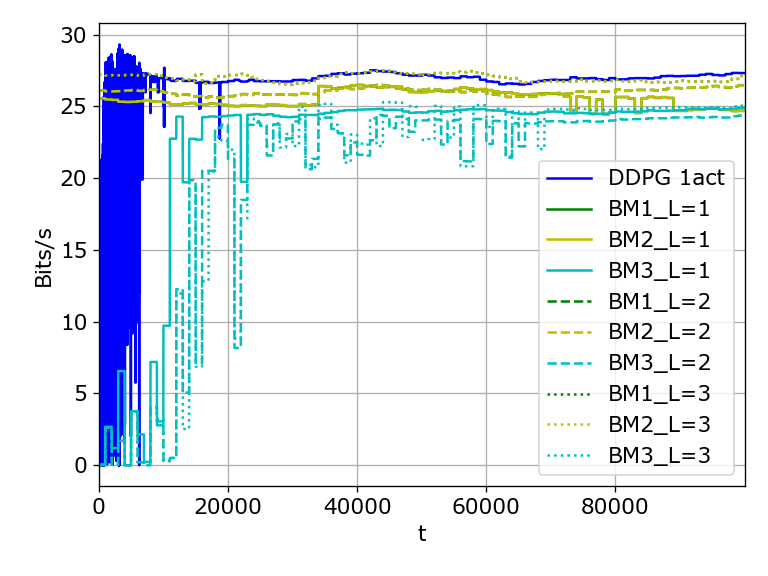 30
25
20
15
10
5
0
Bits/s
0
20000
40000
60000
80000
t
DDPG 1act
BM1_L=1
BM2_L=1
BM3_L=1
BM1_L=2
BM2_L=2
BM3_L=2
BM1_L=3
BM2_L=3
BM3_L=3